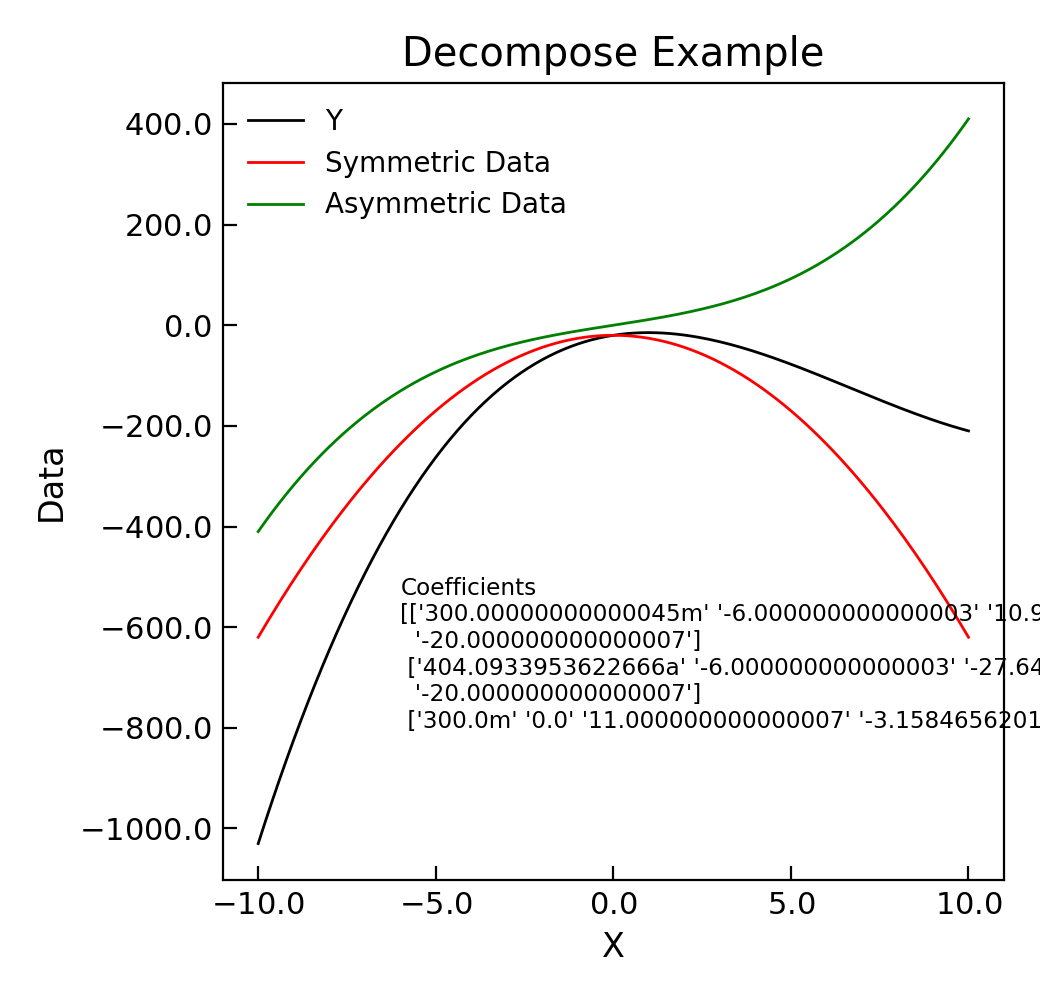 Decompose Example
Y
Symmetric Data
Asymmetric Data
400.0
200.0
0.0
−200.0
−400.0
−600.0
−800.0
−1000.0
Data
Coefficients
[['300.00000000000045m' '-6.000000000000003' '10.9
'-20.000000000000007']
['404.0933953622666a' '-6.000000000000003' '-27.64
'-20.000000000000007']
['300.0m' '0.0' '11.000000000000007' '-3.1584656201
−10.0
−5.0
0.0
5.0
10.0
X